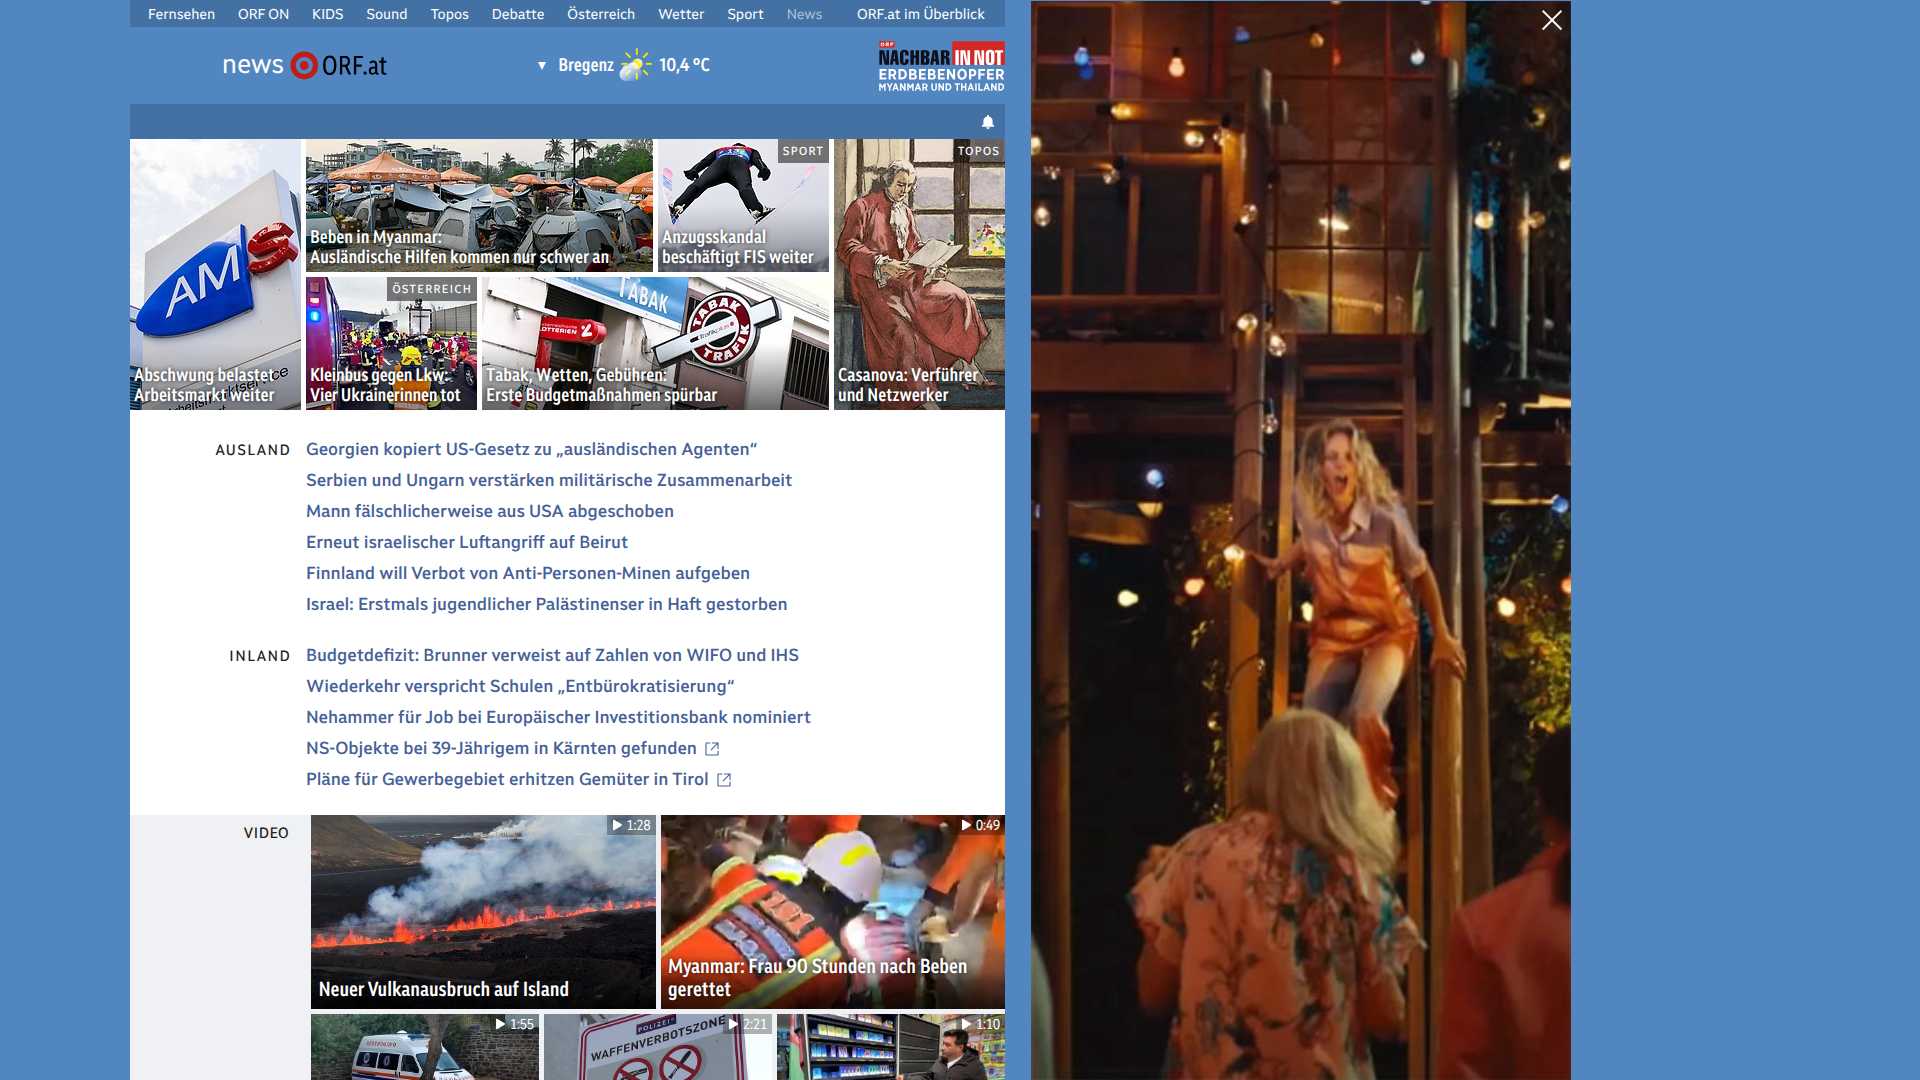 Fernsehen ORF ON KIDS Sound Topos Debatte Österreich Wetter Sport News ORF.at im Überblick
news ORF.at
▼ Bregenz 10,4 °C
ORF
NACHBAR IN NOT
ERDBEBENOPFER
MYANMAR UND THAILAND
AMS
Abschwung belastet
Arbeitsmarkt weiter
Beben in Myanmar:
Ausländische Hilfen kommen nur schwer an
SPORT
Anzugsskandal
beschäftigt FIS weiter
TOPOS
Casanova: Verführer
und Netzwerker
ÖSTERREICH
Kleinbus gegen Lkw:
Vier Ukrainerinnen tot
TABAK
LOTTERIEN
TABAK
TRAFIK
Tabak, Wetten, Gebühren:
Erste Budgetmaßnahmen spürbar
AUSLAND
Georgien kopiert US-Gesetz zu „ausländischen Agenten“
Serbien und Ungarn verstärken militärische Zusammenarbeit
Mann fälschlicherweise aus USA abgeschoben
Erneut israelischer Luftangriff auf Beirut
Finnland will Verbot von Anti-Personen-Minen aufgeben
Israel: Erstmals jugendlicher Palästinenser in Haft gestorben
INLAND
Budgetdefizit: Brunner verweist auf Zahlen von WIFO und IHS
Wiederkehr verspricht Schulen „Entbürokratisierung“
Nehammer für Job bei Europäischer Investitionsbank nominiert
NS-Objekte bei 39-Jährigem in Kärnten gefunden
Pläne für Gewerbegebiet erhitzen Gemüter in Tirol
VIDEO
1:28
Neuer Vulkanausbruch auf Island
0:49
Myanmar: Frau 90 Stunden nach Beben
gerettet
1:55
2:21
POLIZEI
WAFFENVERBOTSZONE
1:10